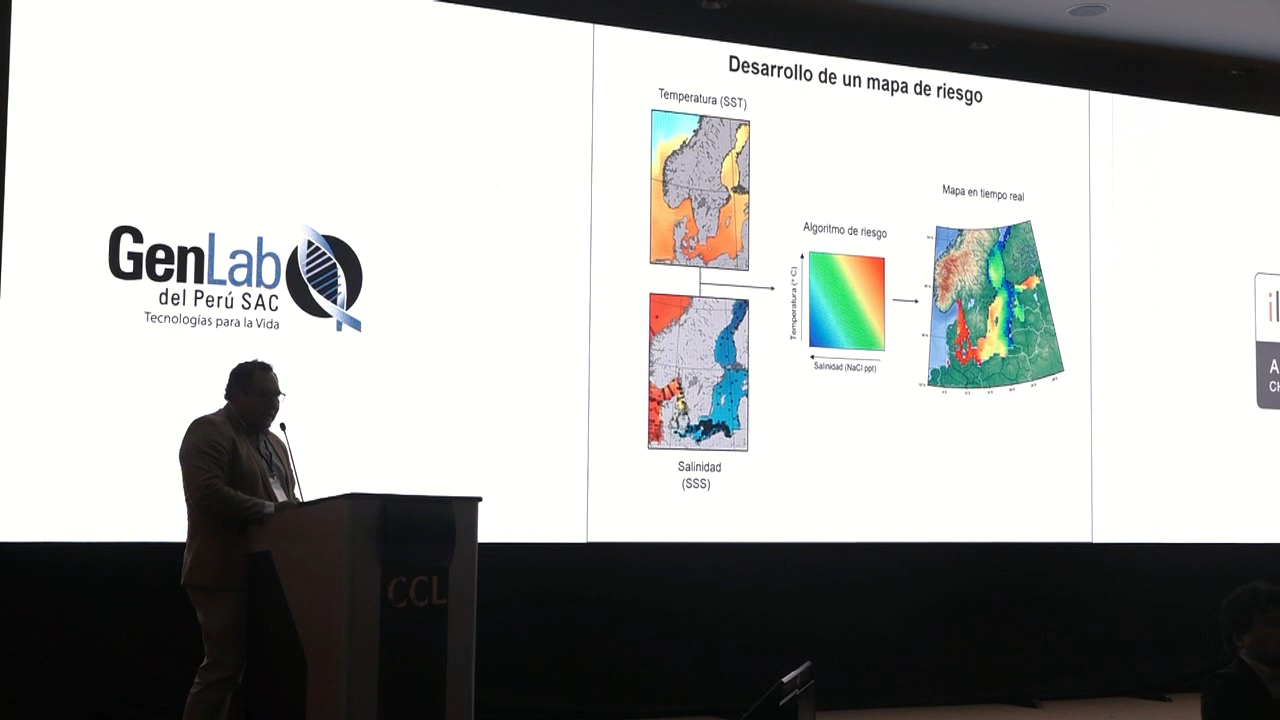 GenLab
del Perú SAC
Tecnologías para la Vida
Desarrollo de un mapa de riesgo
Temperatura (SST)
Salinidad
(SSS)
Algoritmo de riesgo
Temperatura (° C)
Salinidad (NaCl ppt)
Mapa en tiempo real
CCL